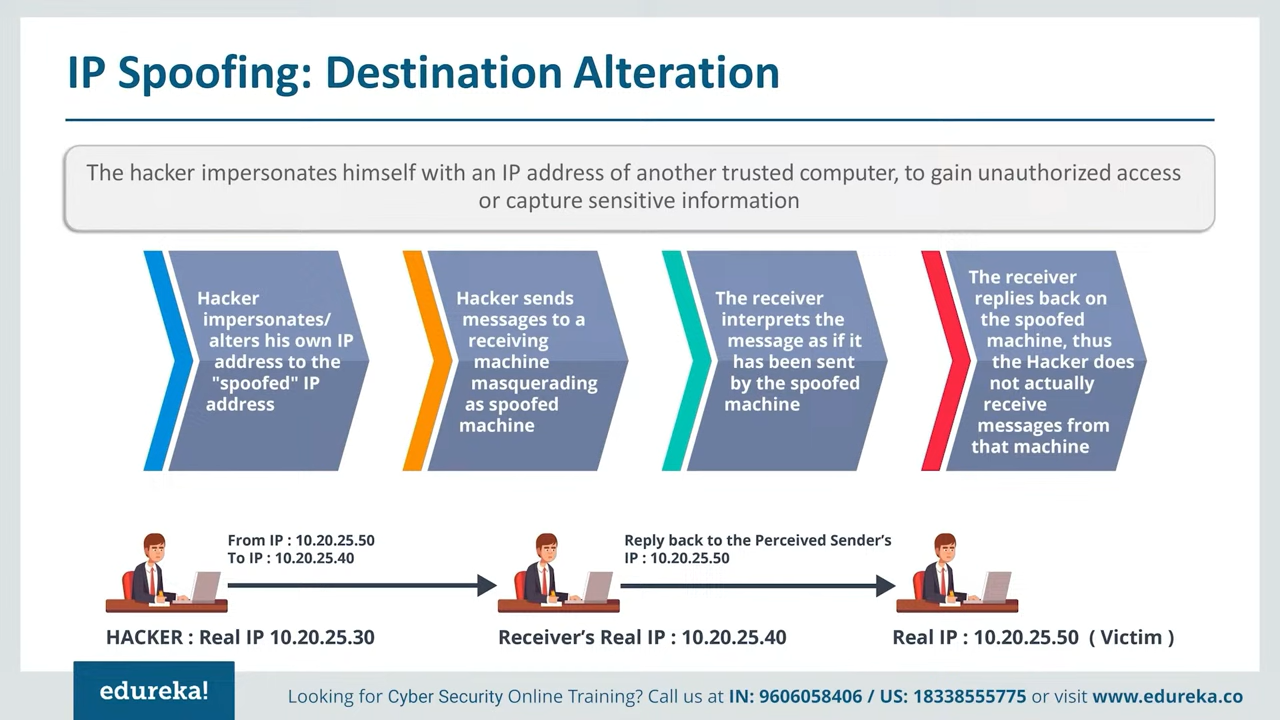 IP Spoofing: Destination Alteration
The hacker impersonates himself with an IP address of another trusted computer, to gain unauthorized access
or capture sensitive information
Hacker
impersonates/
alters his own IP
address to the
"spoofed" IP
address
Hacker sends
messages to a
receiving
machine
masquerading
as spoofed
machine
The receiver
interprets the
message as if it
has been sent
by the spoofed
machine
The receiver
replies back on
the spoofed
machine, thus
the Hacker does
not actually
receive
messages from
that machine
From IP : 10.20.25.50
To IP : 10.20.25.40
Reply back to the Perceived Sender’s
IP : 10.20.25.50
HACKER : Real IP 10.20.25.30
Receiver’s Real IP : 10.20.25.40
Real IP : 10.20.25.50 ( Victim )
edureka!
Looking for Cyber Security Online Training? Call us at IN: 9606058406 / US: 18338555775 or visit www.edureka.co